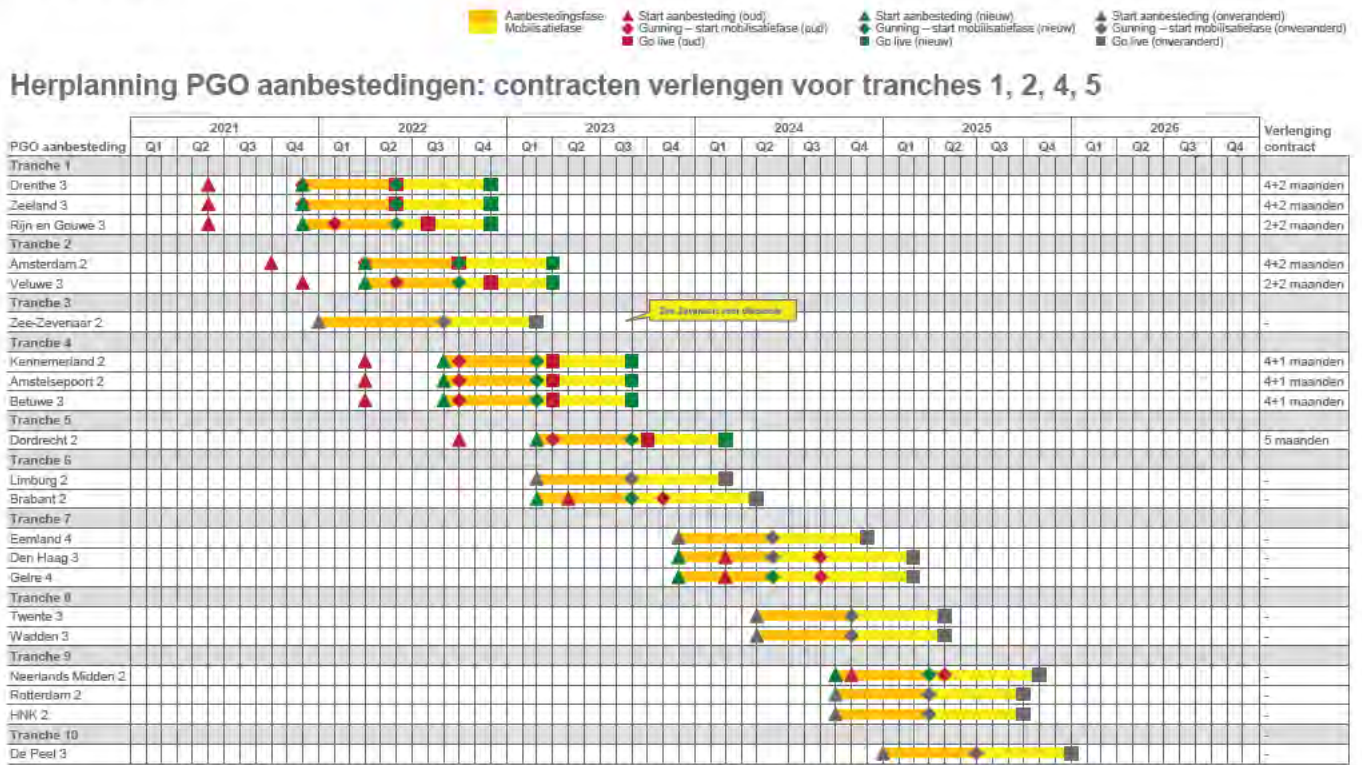 Aanbestedingsfase
Mobilisatiefase
Start aanbesteding (oud)
Gunning – start mobilisatiefase (oud)
Go live (oud)
Start aanbesteding (nieuw)
Gunning – start mobilisatiefase (nieuw)
Go live (nieuw)
Start aanbesteding (onveranderd)
Gunning – start mobilisatiefase (onveranderd)
Go live (onveranderd)
Herplanning PGO aanbestedingen: contracten verlengen voor tranches 1, 2, 4, 5
2021 2022 2023 2024 2025 2026 Verlenging contract
PGO aanbesteding Q1 Q2 Q3 Q4 Q1 Q2 Q3 Q4 Q1 Q2 Q3 Q4 Q1 Q2 Q3 Q4 Q1 Q2 Q3 Q4 Q1 Q2 Q3 Q4
Tranche 1
Drenthe 3 4+2 maanden
Zeeland 3 4+2 maanden
Rijn en Gouwe 3 2+2 maanden
Tranche 2
Amsterdam 2 4+2 maanden
Veluwe 3 2+2 maanden
Tranche 3
Zee-Zevenaar 2 -
Tranche 4
Kennemerland 2 4+1 maanden
Amstelsepoort 2 4+1 maanden
Betuwe 3 4+1 maanden
Tranche 5
Dordrecht 2 5 maanden
Tranche 6
Limburg 2 -
Brabant 2 -
Tranche 7
Eemland 4 -
Den Haag 3 -
Gelre 4 -
Tranche 8
Twente 3 -
Wadden 3 -
Tranche 9
Neerlands Midden 2 -
Rotterdam 2 -
HNK 2 -
Tranche 10 -
De Peel 3 -